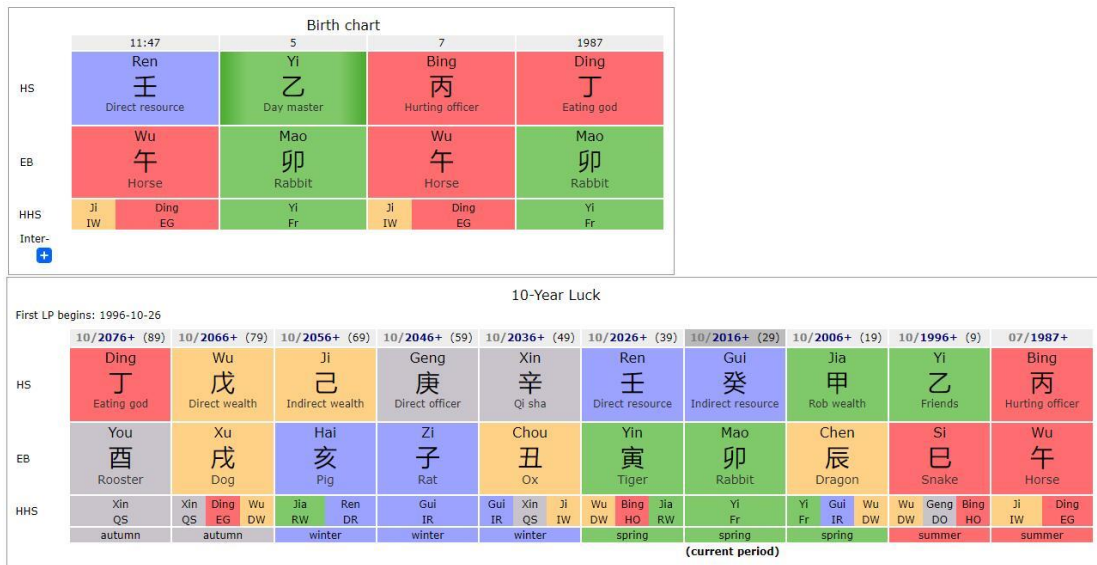 Birth chart
11:47 5 7 1987
Ren Yi Bing Ding
HS 壬 乙 丙 丁
Direct resource Day master Hurting officer Eating god
Wu Mao Wu Mao
EB 午 卯 午 卯
Horse Rabbit Horse Rabbit
HHS Ji Ding Yi Ji Ding Yi
IW EG Fr IW EG Fr
Inter-
+
10-Year Luck
First LP begins: 1996-10-26
10/2076+ (89) 10/2066+ (79) 10/2056+ (69) 10/2046+ (59) 10/2036+ (49) 10/2026+ (39) 10/2016+ (29) 10/2006+ (19) 10/1996+ (9) 07/1987+
Ding Wu Ji Geng Xin Ren Gui Jia Yi Bing
HS 丁 戊 己 庚 辛 壬 癸 甲 乙 丙
Eating god Direct wealth Indirect wealth Direct officer Qi sha Direct resource Indirect resource Rob wealth Friends Hurting officer
You Xu Hai Zi Chou Yin Mao Chen Si Wu
EB 酉 戌 亥 子 丑 寅 卯 辰 巳 午
Rooster Dog Pig Rat Ox Tiger Rabbit Dragon Snake Horse
HHS Xin Xin Ding Wu Jia Ren Gui Gui Xin Ji Wu Bing Jia Yi Yi Gui Wu Wu Geng Bing Ji Ding
QS QS EG DW RW DR IR IR QS IW DW HO RW Fr Fr IR DW DW DO HO IW EG
autumn autumn winter winter winter spring spring spring summer summer
(current period)